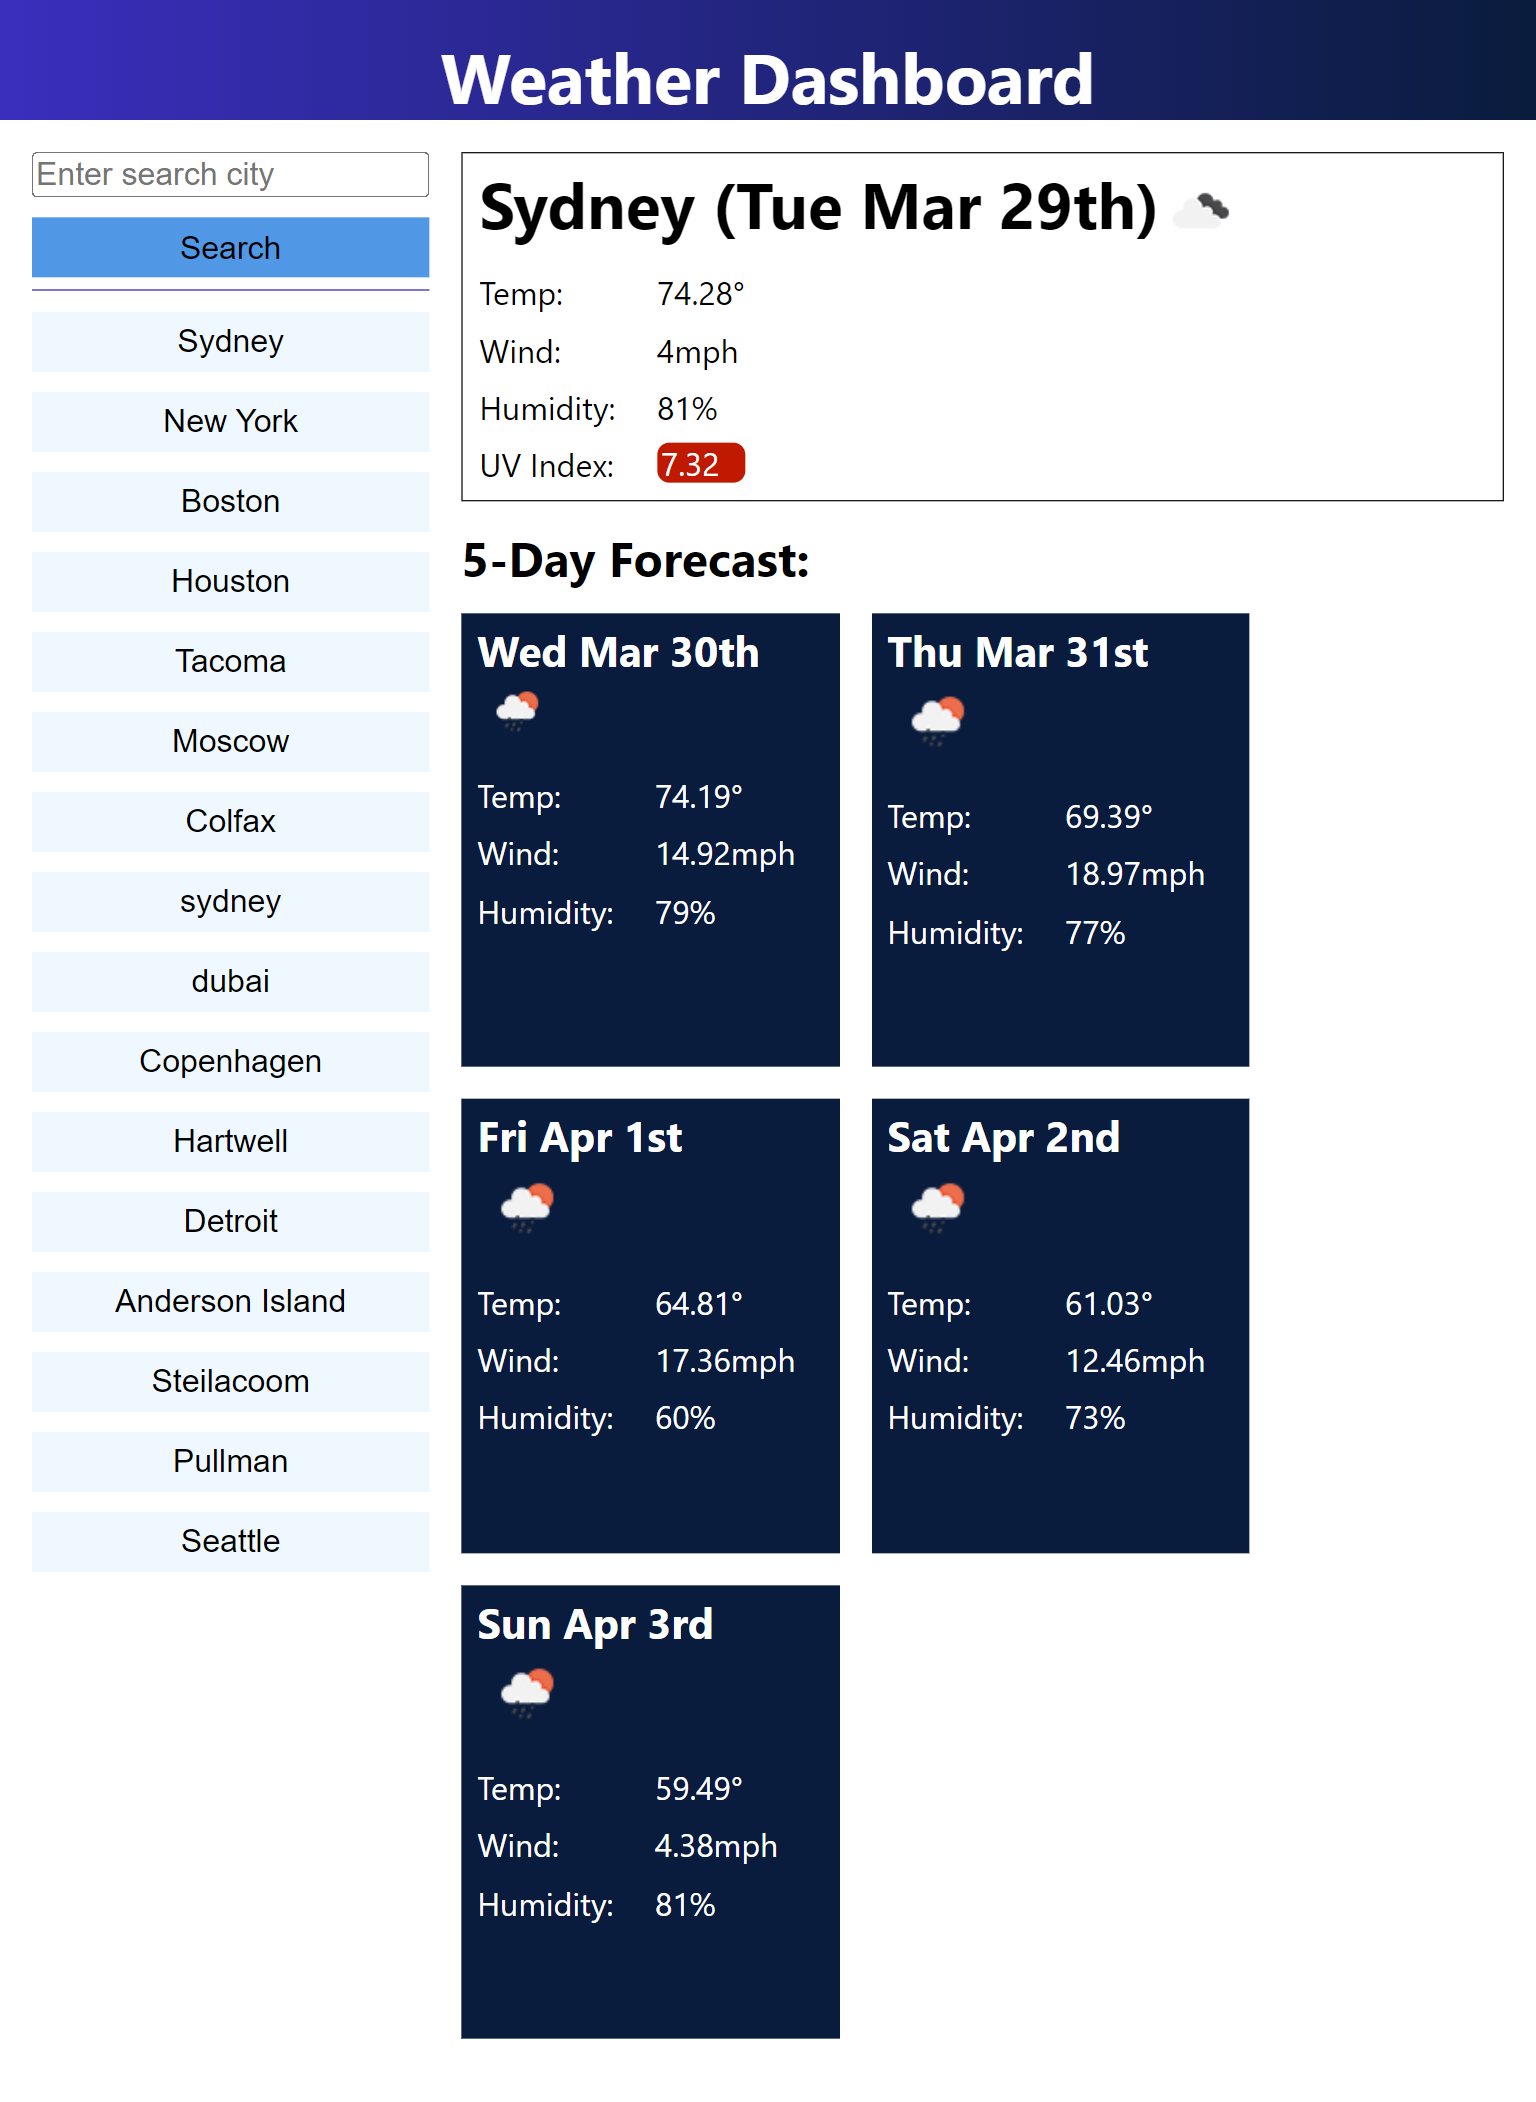 Weather Dashboard
Enter search city
Search
Sydney
New York
Boston
Houston
Tacoma
Moscow
Colfax
sydney
dubai
Copenhagen
Hartwell
Detroit
Anderson Island
Steilacoom
Pullman
Seattle
Sydney (Tue Mar 29th)
Temp: 74.28°
Wind: 4mph
Humidity: 81%
UV Index: 7.32
5-Day Forecast:
Wed Mar 30th
Temp: 74.19°
Wind: 14.92mph
Humidity: 79%
Thu Mar 31st
Temp: 69.39°
Wind: 18.97mph
Humidity: 77%
Fri Apr 1st
Temp: 64.81°
Wind: 17.36mph
Humidity: 60%
Sat Apr 2nd
Temp: 61.03°
Wind: 12.46mph
Humidity: 73%
Sun Apr 3rd
Temp: 59.49°
Wind: 4.38mph
Humidity: 81%